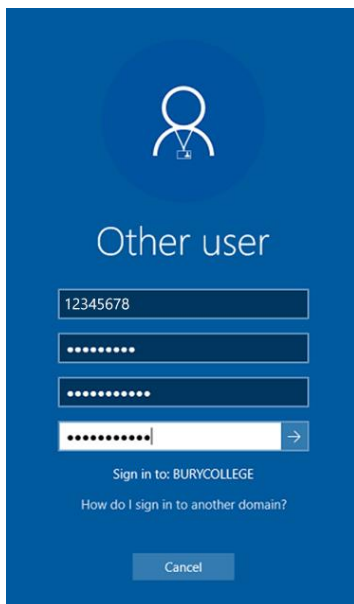 Other user
12345678
•••••••••
•••••••••••
•••••••••••
Sign in to: BURYCOLLEGE
How do I sign in to another domain?
Cancel